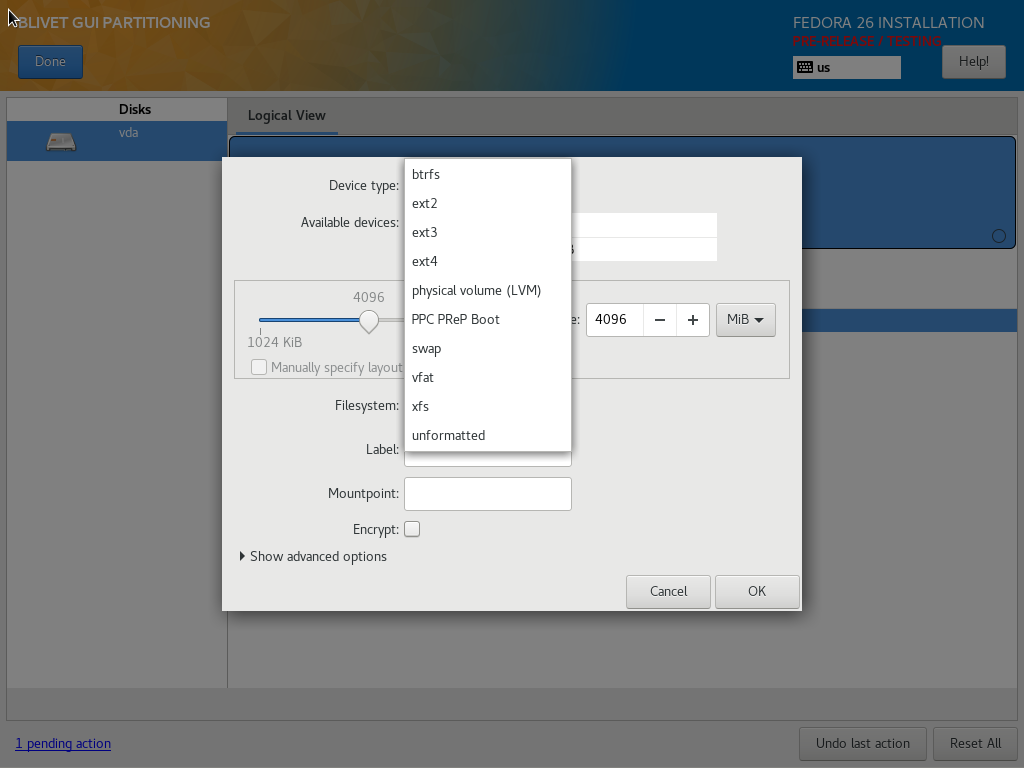 BLIVET GUI PARTITIONING
FEDORA 26 INSTALLATION
PRE-RELEASE / TESTING
Done
us
Help!
Disks
vda
Logical View
Device type:
Available devices:
btrfs
ext2
ext3
ext4
physical volume (LVM)
PPC PReP Boot
swap
vfat
xfs
unformatted
4096
1024 KiB
4096
MiB
Manually specify layout
Filesystem:
Label:
Mountpoint:
Encrypt:
Show advanced options
Cancel
OK
1 pending action
Undo last action
Reset All